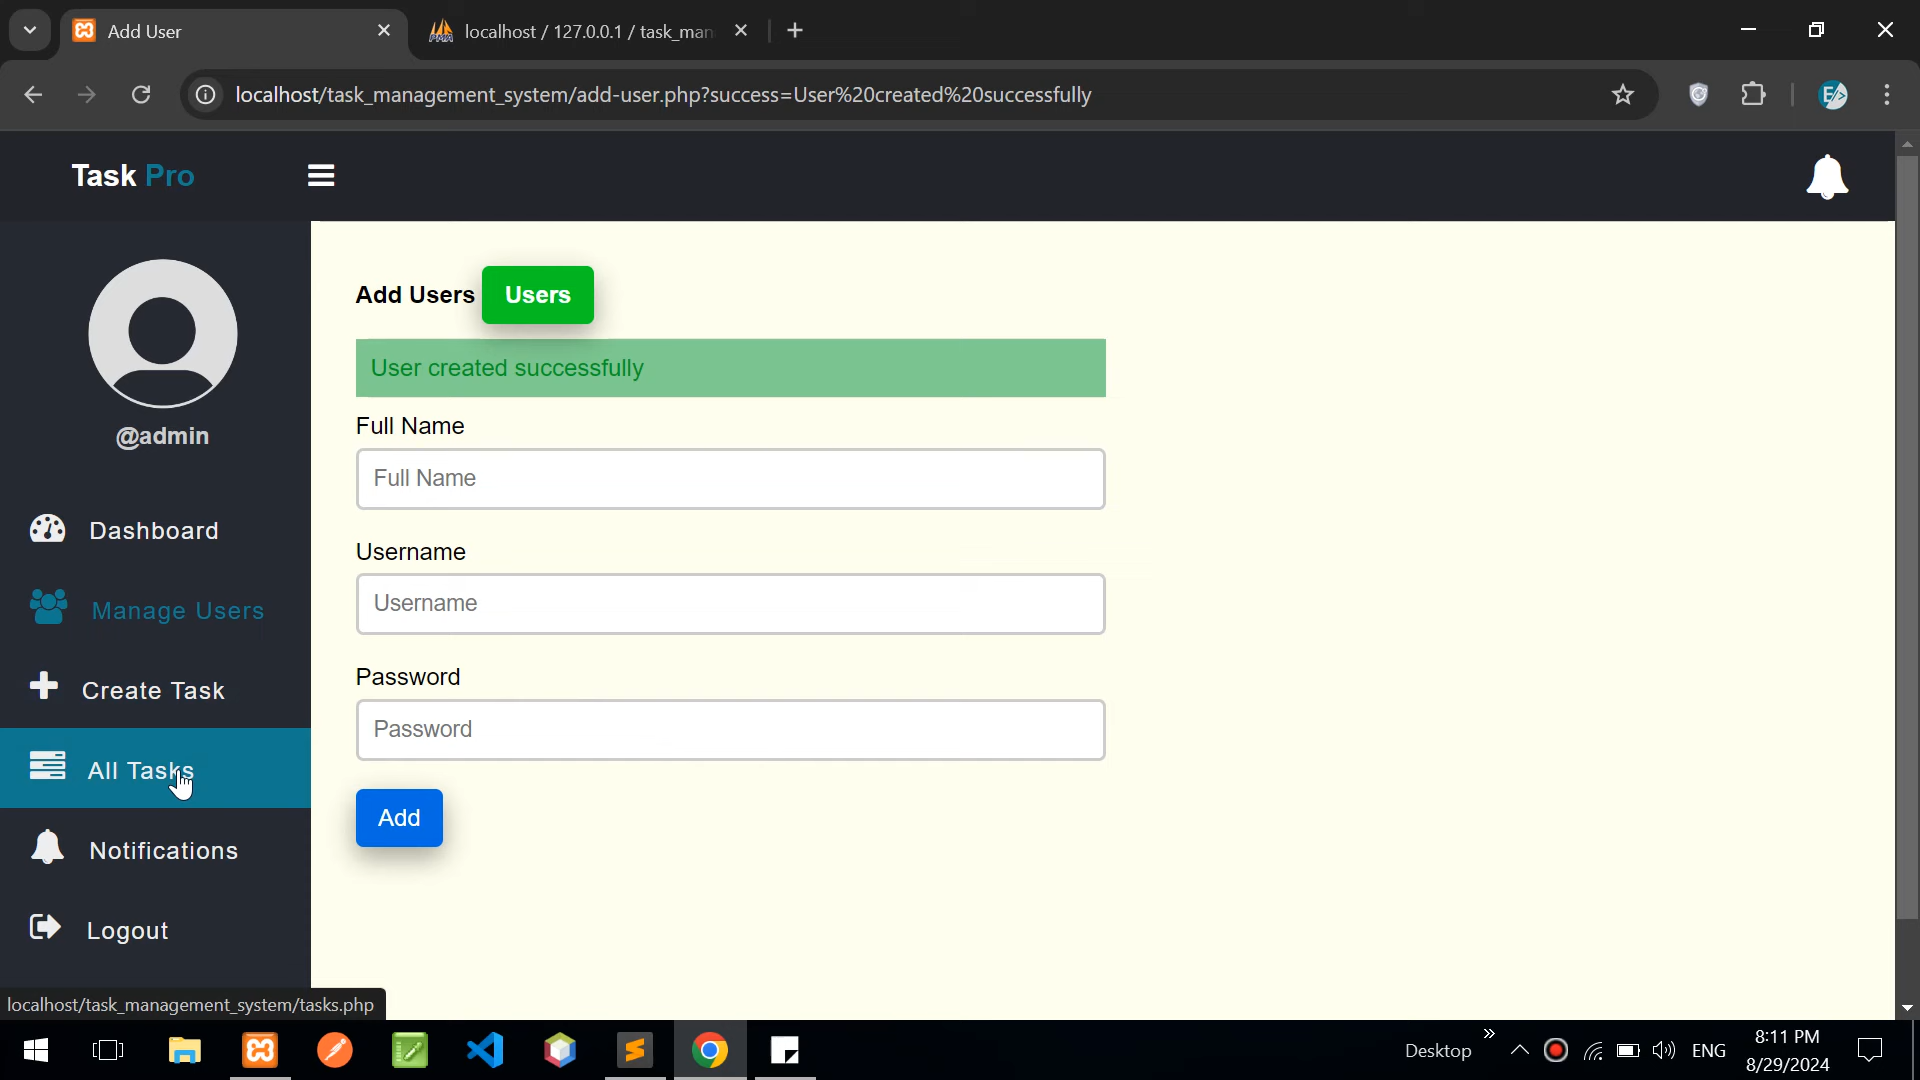 Add User
localhost / 127.0.0.1 / task_man
localhost/task_management_system/add-user.php?success=User%20created%20successfully
Task Pro
@admin
Dashboard
Manage Users
Create Task
All Tasks
Notifications
Logout
Add Users Users
User created successfully
Full Name
Full Name
Username
Username
Password
Password
Add
localhost/task_management_system/tasks.php
Desktop
ENG
8:11 PM
8/29/2024